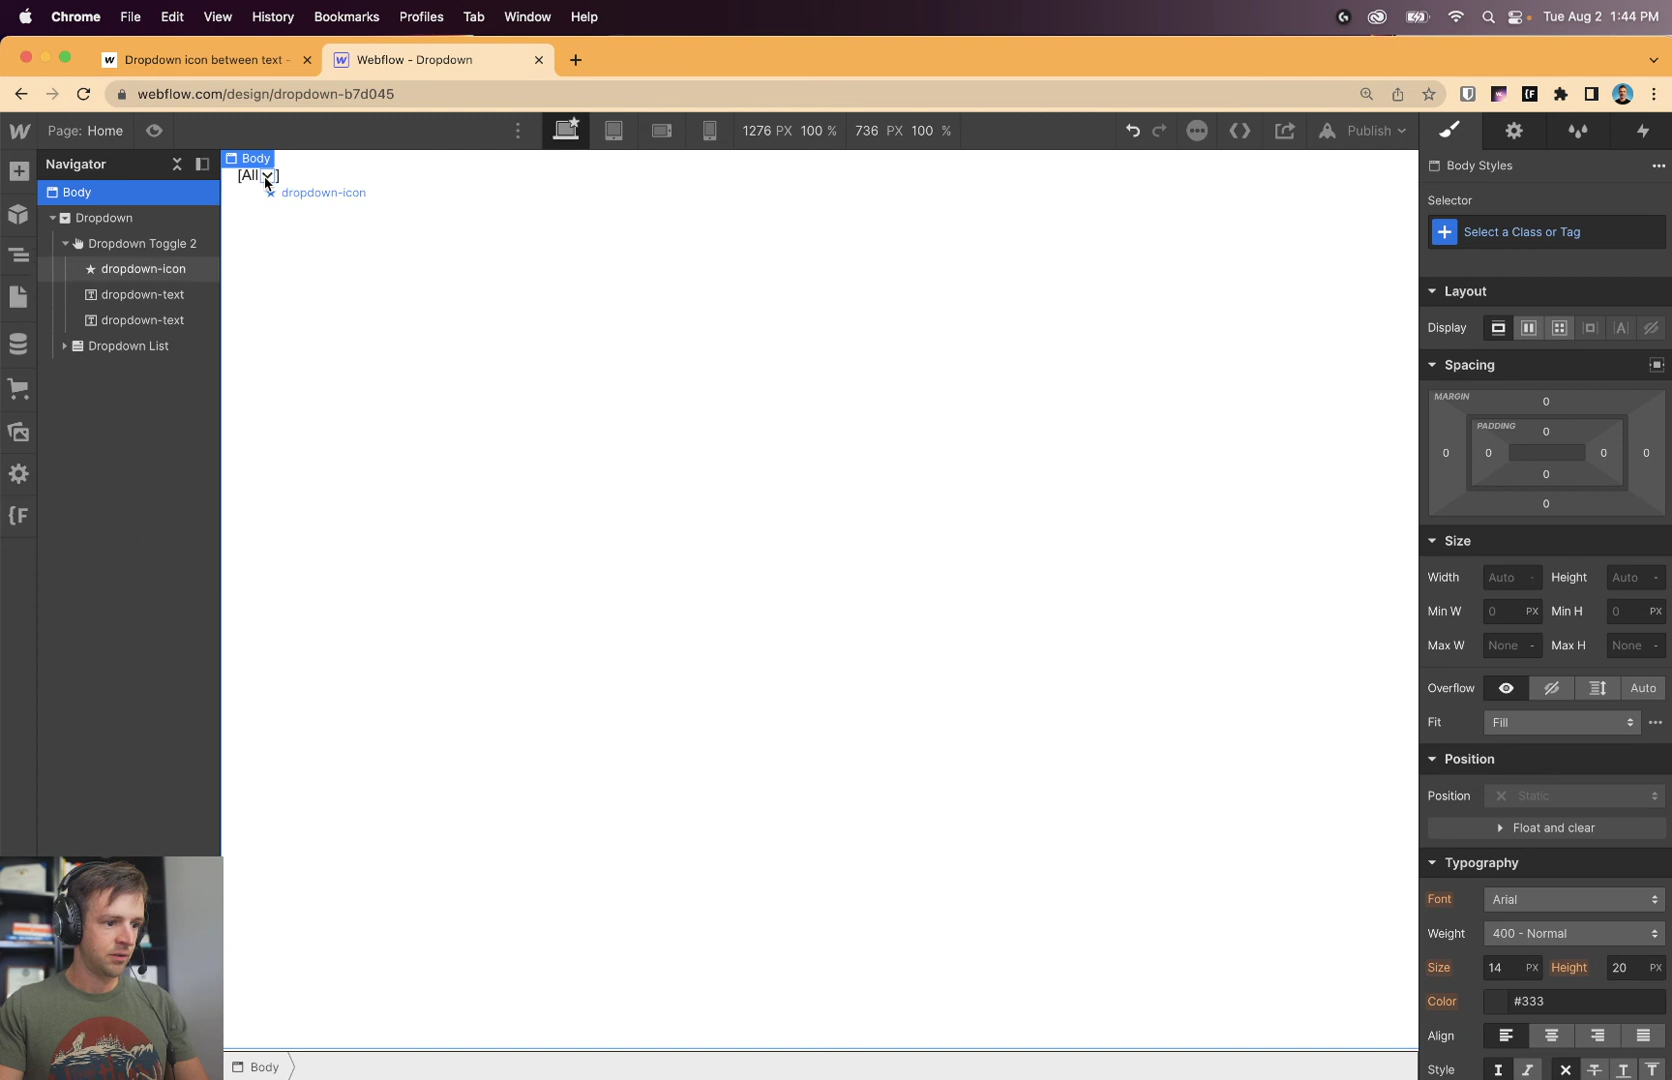 Chrome File Edit View History Bookmarks Profiles Tab Window Help Tue Aug 2 1:44 PM
Dropdown icon between text - Webflow - Dropdown
webflow.com/design/dropdown-b7d045
Page: Home 1276 PX 100 % 736 PX 100 % Publish
Navigator
Body
Dropdown
Dropdown Toggle 2
dropdown-icon
dropdown-text
dropdown-text
Dropdown List
Body
[All ]
dropdown-icon
Body Styles
Selector
Select a Class or Tag
Layout
Display
Spacing
MARGIN
0
PADDING
0
0 0 0 0
0
0
Size
Width Auto - Height Auto -
Min W 0 PX Min H 0 PX
Max W None - Max H None -
Overflow Auto
Fit Fill
Position
Position Static
Float and clear
Typography
Font Arial
Weight 400 - Normal
Size 14 PX Height 20 PX
Color #333
Align
Style
Body